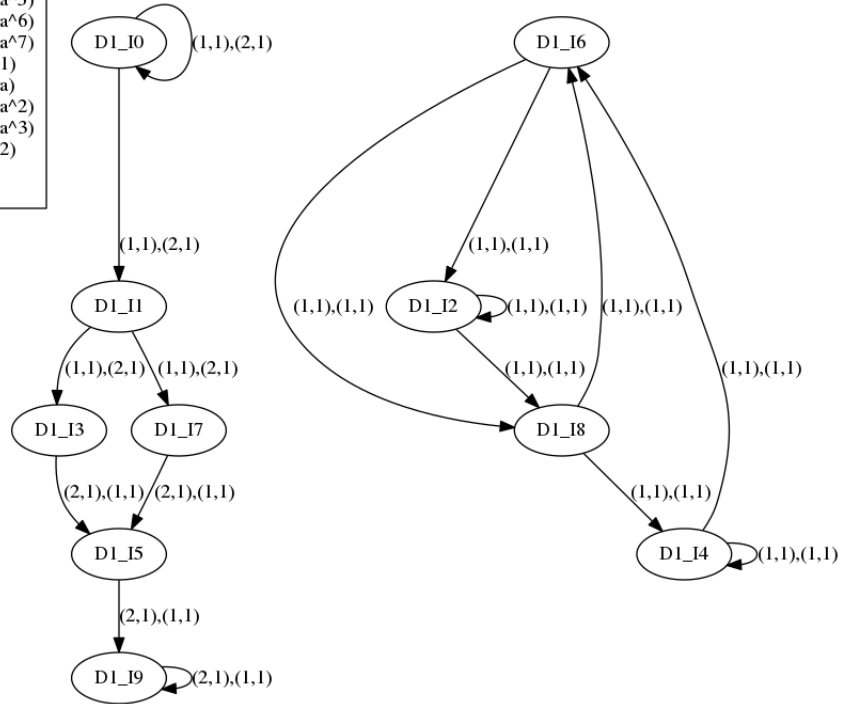 a^6)
a^7)
1)
a)
a^2)
a^3)
2)
D1_I0
(1,1),(2,1)
D1_I6
(1,1),(2,1)
(1,1),(1,1)
D1_I1
(1,1),(1,1)
D1_I2
(1,1),(1,1)
(1,1),(1,1)
(1,1),(2,1)
(1,1),(2,1)
(1,1),(1,1)
(1,1),(1,1)
D1_I3
D1_I7
D1_I8
(2,1),(1,1)
(2,1),(1,1)
(1,1),(1,1)
D1_I5
D1_I4
(1,1),(1,1)
(2,1),(1,1)
D1_I9
(2,1),(1,1)